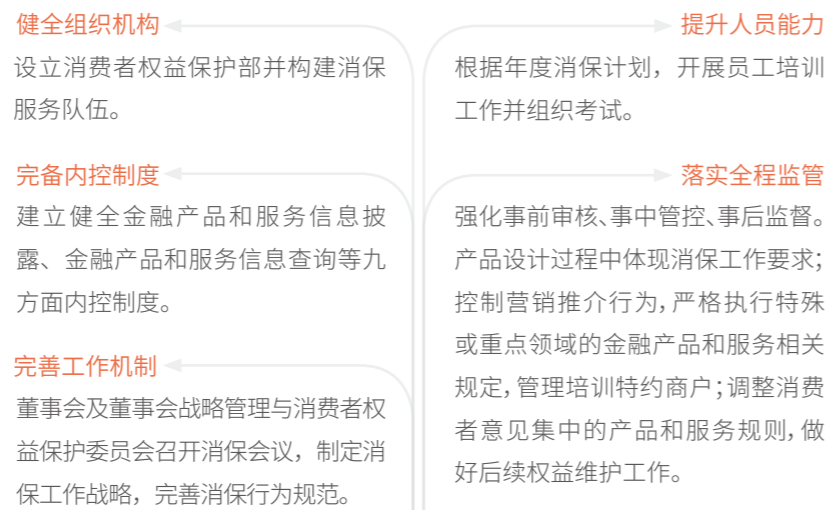 健全组织机构
设立消费者权益保护部并构建消保
服务队伍。
完备内控制度
建立健全金融产品和服务信息披
露、金融产品和服务信息查询等九
方面内控制度。
完善工作机制
董事会及董事会战略管理与消费者权
益保护委员会召开消保会议，制定消
保工作战略，完善消保行为规范。
提升人员能力
根据年度消保计划，开展员工培训
工作并组织考试。
落实全程监管
强化事前审核、事中管控、事后监督。
产品设计过程中体现消保工作要求；
控制营销推介行为，严格执行特殊
或重点领域的金融产品和服务相关
规定，管理培训特约商户；调整消费
者意见集中的产品和服务规则，做
好后续权益维护工作。